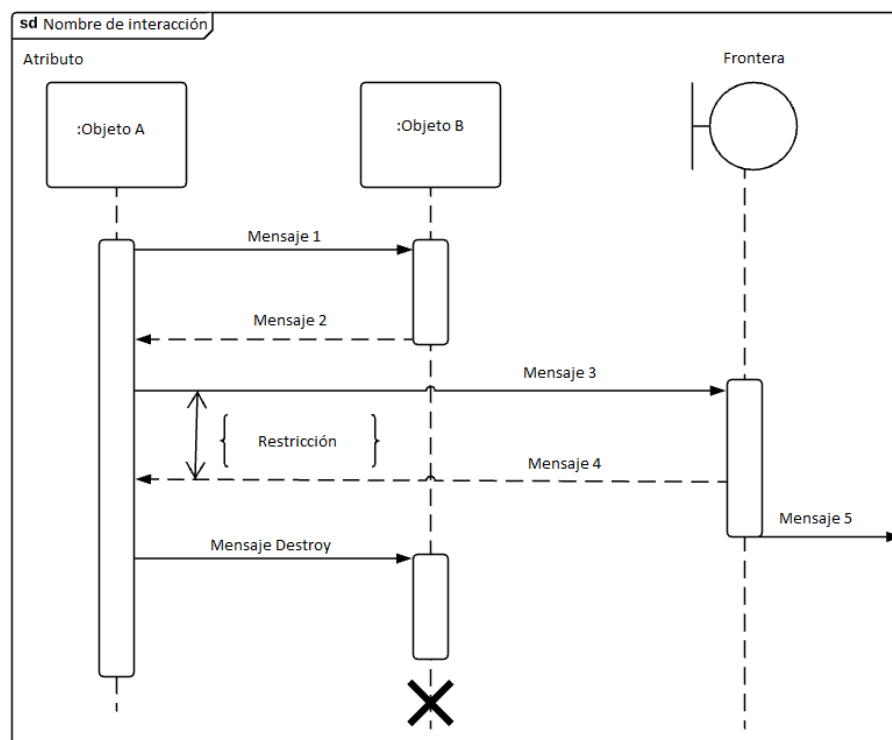 sd Nombre de interacción
Atributo
Frontera
:Objeto A
:Objeto B
Mensaje 1
Mensaje 2
Mensaje 3
{ Restricción }
Mensaje 4
Mensaje 5
Mensaje Destroy